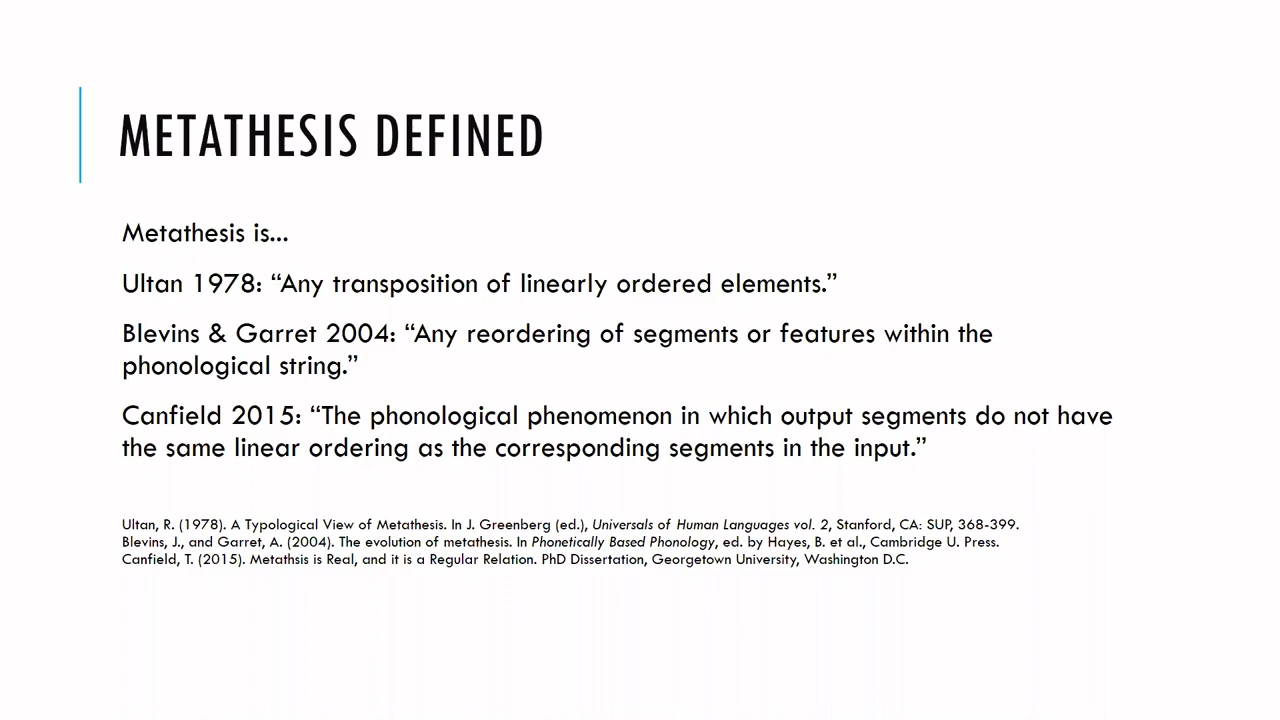 METATHESIS DEFINED
Metathesis is...
Ultan 1978: “Any transposition of linearly ordered elements.”
Blevins & Garret 2004: “Any reordering of segments or features within the
phonological string.”
Canfield 2015: “The phonological phenomenon in which output segments do not have
the same linear ordering as the corresponding segments in the input.”
Ultan, R. (1978). A Typological View of Metathesis. In J. Greenberg (ed.), Universals of Human Languages vol. 2, Stanford, CA: SUP, 368-399.
Blevins, J., and Garret, A. (2004). The evolution of metathesis. In Phonetically Based Phonology, ed. by Hayes, B. et al., Cambridge U. Press.
Canfield, T. (2015). Metathsis is Real, and it is a Regular Relation. PhD Dissertation, Georgetown University, Washington D.C.